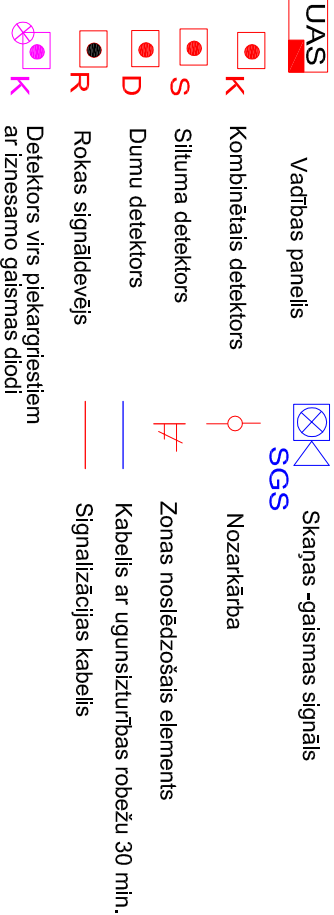 UAS
Vadības panelis
K
Kombinētais detektors
S
Siltuma detektors
D
Dumu detektors
R
Rokas signāldevējs
K
Detektors virs piekargriestiem
ar iznesamo gaismas diodi
SGS
Skaņas -gaismas signāls
Nozarkārba
Zonas noslēdzošais elements
Kabelis ar ugunsizturības robežu 30 min.
Signalizācijas kabelis